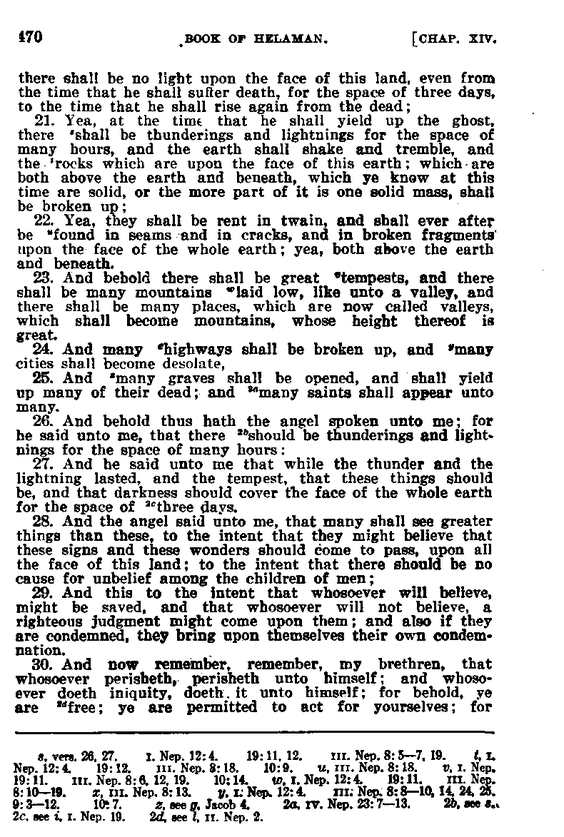 470 BOOK OF HELAMAN. [CHAP. XIV.
there shall be no light upon the face of this land, even from
the time that he shall suffer death, for the space of three days,
to the time that he shall rise again from the dead;
21. Yea, at the time that he shall yield up the ghost,
there ˢshall be thunderings and lightnings for the space of
many hours, and the earth shall shake and tremble, and
the ᵗrocks which are upon the face of this earth; which are
both above the earth and beneath, which ye know at this
time are solid, or the more part of it is one solid mass, shall
be broken up;
22. Yea, they shall be rent in twain, and shall ever after
be ᵘfound in seams and in cracks, and in broken fragments
upon the face of the whole earth; yea, both above the earth
and beneath.
23. And behold there shall be great ᵛtempests, and there
shall be many mountains ʷlaid low, like unto a valley, and
there shall be many places, which are now called valleys,
which shall become mountains, whose height thereof is
great.
24. And many ˣhighways shall be broken up, and ʸmany
cities shall become desolate,
25. And ᶻmany graves shall be opened, and shall yield
up many of their dead; and ²ᵃmany saints shall appear unto
many.
26. And behold thus hath the angel spoken unto me; for
he said unto me, that there ²ᵇshould be thunderings and light-
nings for the space of many hours:
27. And he said unto me that while the thunder and the
lightning lasted, and the tempest, that these things should
be, and that darkness should cover the face of the whole earth
for the space of ²ᶜthree days.
28. And the angel said unto me, that many shall see greater
things than these, to the intent that they might believe that
these signs and these wonders should come to pass, upon all
the face of this land; to the intent that there should be no
cause for unbelief among the children of men;
29. And this to the intent that whosoever will believe,
might be saved, and that whosoever will not believe, a
righteous judgment might come upon them; and also if they
are condemned, they bring upon themselves their own condem-
nation.
30. And now remember, remember, my brethren, that
whosoever perisheth, perisheth unto himself; and whoso-
ever doeth iniquity, doeth it unto himself; for behold, ye
are ²ᵈfree; ye are permitted to act for yourselves; for
s, vers. 26, 27. I. Nep. 12:4. 19:11, 12. III. Nep. 8:5—7, 19. t, I.
Nep. 12:4. 19:12. III. Nep. 8:18. 10:9. u, III. Nep. 8:18. v, I. Nep.
19:11. III. Nep. 8:6, 12, 19. 10:14. w, I. Nep. 12:4. 19:11. III. Nep.
8:10—19. x, III. Nep. 8:13. y, I. Nep. 12:4. III. Nep. 8:8—10, 14, 24, 25.
9:3—12. 10:7. z, see g, Jacob 4. 2a, IV. Nep. 23:7—13. 2b, see s.
2c, see i, I. Nep. 19. 2d, see l, II. Nep. 2.